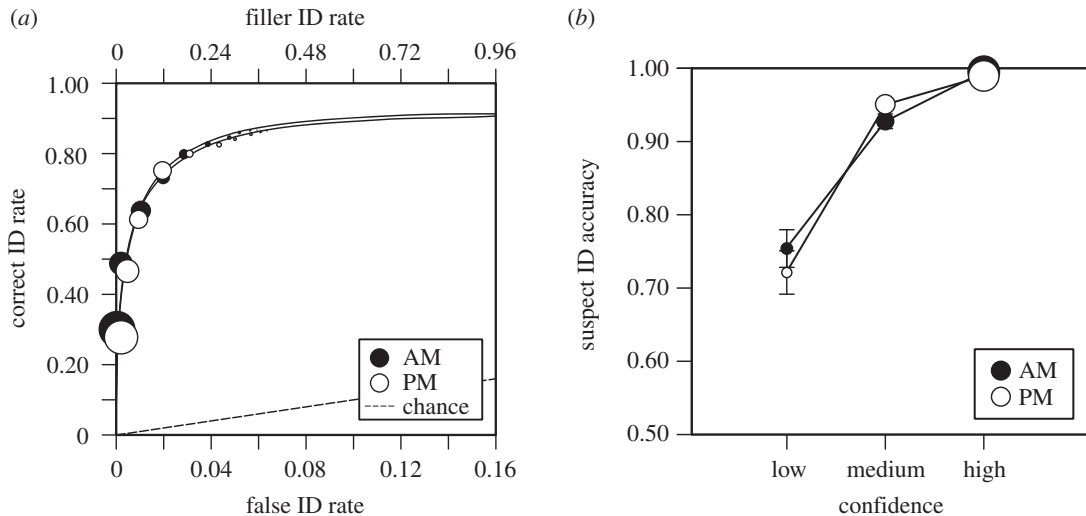 (a)
filler ID rate
0 0.24 0.48 0.72 0.96
1.00
0.80
0.60
0.40
0.20
0
correct ID rate
AM
PM
chance
0 0.04 0.08 0.12 0.16
false ID rate
(b)
1.00
0.90
0.80
0.70
0.60
0.50
suspect ID accuracy
AM
PM
low medium high
confidence